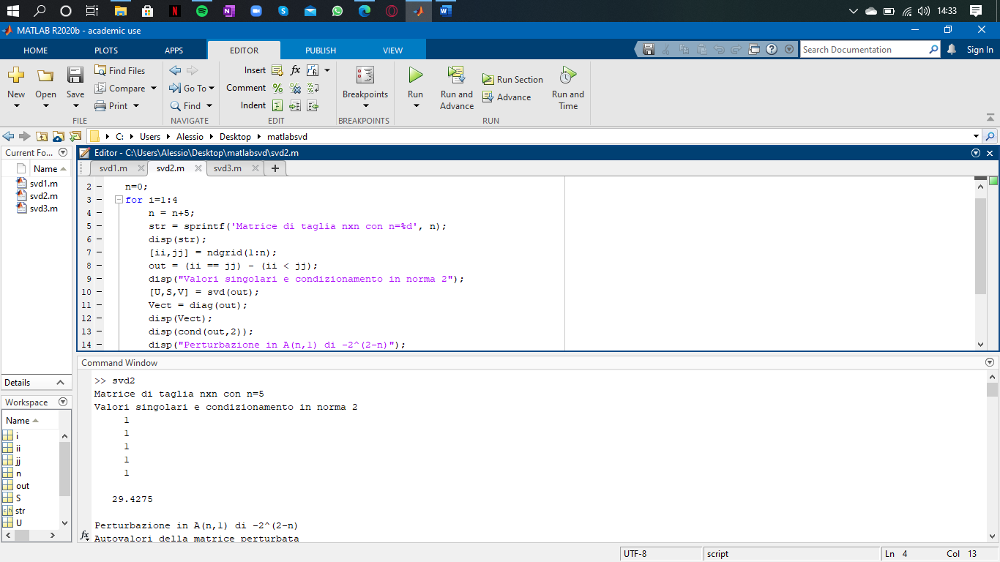 14:33
MATLAB R2020b - academic use
HOME PLOTS APPS EDITOR PUBLISH VIEW Search Documentation Sign In
New Open Save Find Files Compare Print Go To Find Insert fx Comment Indent Breakpoints Run Run and Advance Run Section Advance Run and Time
FILE NAVIGATE EDIT BREAKPOINTS RUN
C: Users Alessio Desktop matlabsvd
Current Fo...
Name
svd1.m
svd2.m
svd3.m
Details
Workspace
Name
i
ii
jj
n
out
S
str
U
Editor - C:\Users\Alessio\Desktop\matlabsvd\svd2.m
svd1.m svd2.m svd3.m
2 n=0;
3 for i=1:4
4 n = n+5;
5 str = sprintf('Matrice di taglia nxn con n=%d', n);
6 disp(str);
7 [ii,jj] = ndgrid(1:n);
8 out = (ii == jj) - (ii < jj);
9 disp("Valori singolari e condizionamento in norma 2");
10 [U,S,V] = svd(out);
11 Vect = diag(out);
12 disp(Vect);
13 disp(cond(out,2));
14 disp("Perturbazione in A(n,1) di -2^(2-n)");
Command Window
>> svd2
Matrice di taglia nxn con n=5
Valori singolari e condizionamento in norma 2
1
1
1
1
1
29.4275
Perturbazione in A(n,1) di -2^(2-n)
fx Autovalori della matrice perturbata
UTF-8 script Ln 4 Col 13